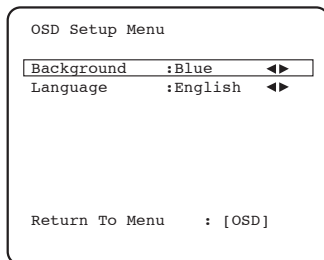 OSD Setup Menu
Background :Blue ◄►
Language :English ◄►
Return To Menu : [OSD]